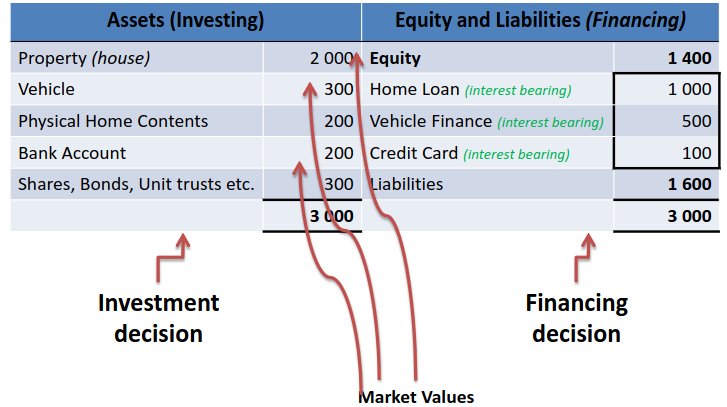 Assets (Investing) Equity and Liabilities (Financing)
Property (house) 2 000 Equity 1 400
Vehicle 300 Home Loan (interest bearing) 1 000
Physical Home Contents 200 Vehicle Finance (interest bearing) 500
Bank Account 200 Credit Card (interest bearing) 100
Shares, Bonds, Unit trusts etc. 300 Liabilities 1 600
3 000 3 000
Investment
decision
Financing
decision
Market Values